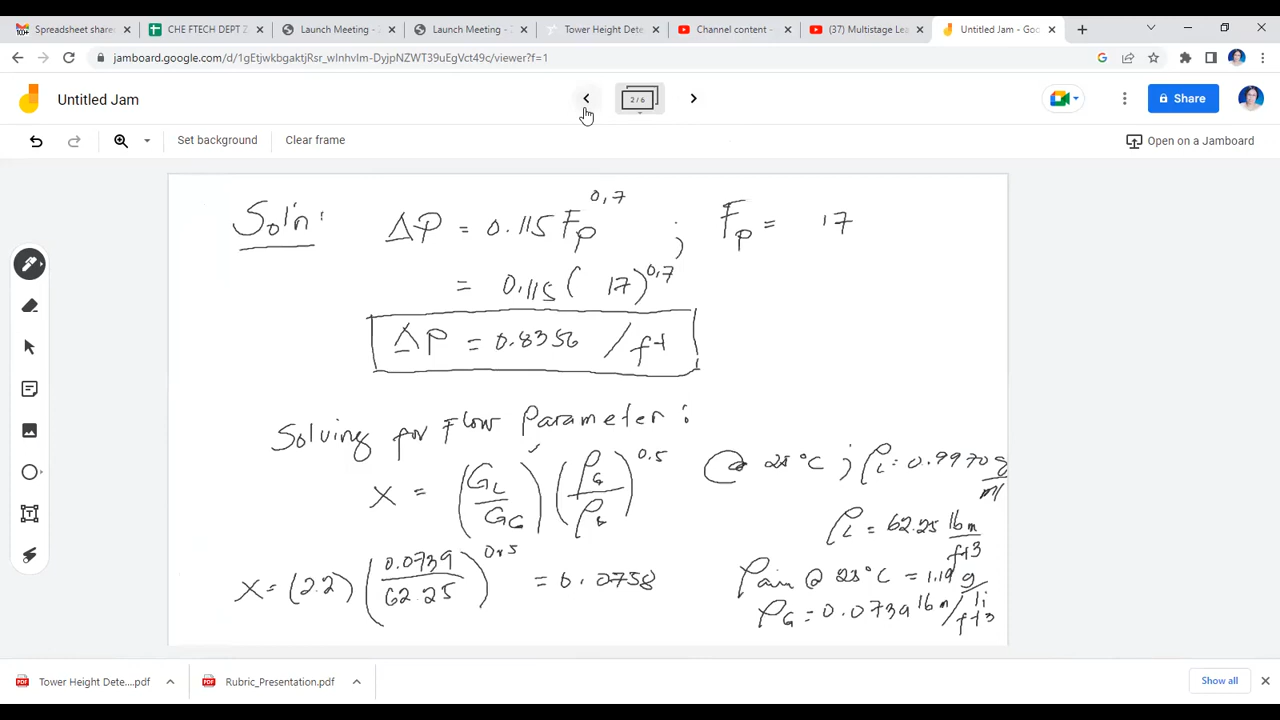 Spreadsheet share
CHE FTECH DEPT
Launch Meeting -
Launch Meeting -
Tower Height Dete
Channel content -
(37) Multistage Lea
Untitled Jam - Goo
jamboard.google.com/d/1gEtjwkbgaktjRsr_wInhvIm-DyjpNZWT39uEgVct49c/viewer?f=1
Untitled Jam
2/6
Share
Set background
Clear frame
Open on a Jamboard
Sol'n: ΔP = 0.115 Fp^0,7 ; Fp = 17
= 0.115 ( 17)^0,7
ΔP = 0.8356 /ft
Solving for Flow Parameter :
X = (GL/GG) (ρG/ρG)^0.5 @ 25°C ; ρL = 0.9970 g/ml
ρL = 62.25 lbm/ft3
X = (2.2) (0.0739/62.25)^0.5 = 0.0758
ρair @ 25°C = 1.19 g/li
ρG = 0.0739 lbm/ft3
Tower Height Dete....pdf
Rubric_Presentation.pdf
Show all